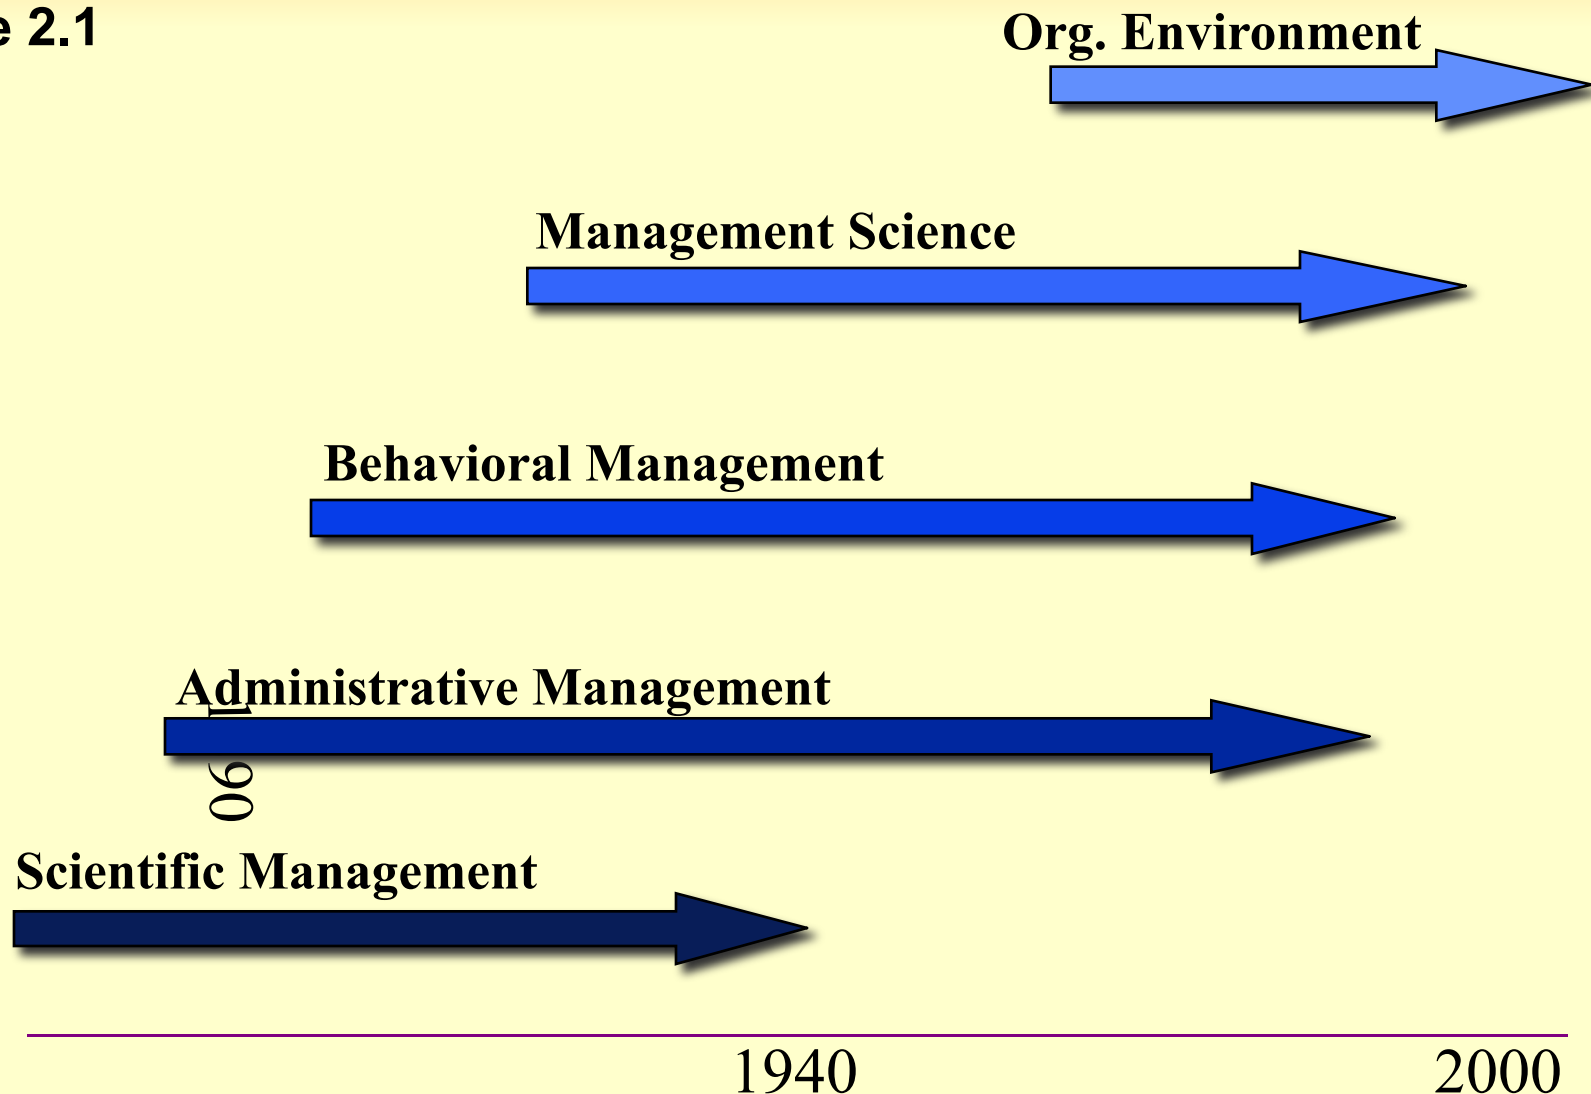 2.1
Org. Environment
Management Science
Behavioral Management
Administrative Management
Scientific Management
1940 2000